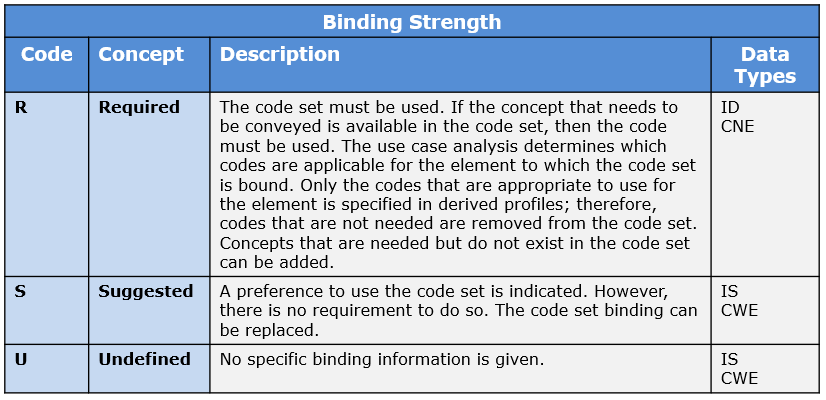 Binding Strength
Code Concept Description Data
Types
R Required The code set must be used. If the concept that needs to ID
be conveyed is available in the code set, then the code CNE
must be used. The use case analysis determines which
codes are applicable for the element to which the code set
is bound. Only the codes that are appropriate to use for
the element is specified in derived profiles; therefore,
codes that are not needed are removed from the code set.
Concepts that are needed but do not exist in the code set
can be added.
S Suggested A preference to use the code set is indicated. However, IS
there is no requirement to do so. The code set binding can CWE
be replaced.
U Undefined No specific binding information is given. IS
CWE